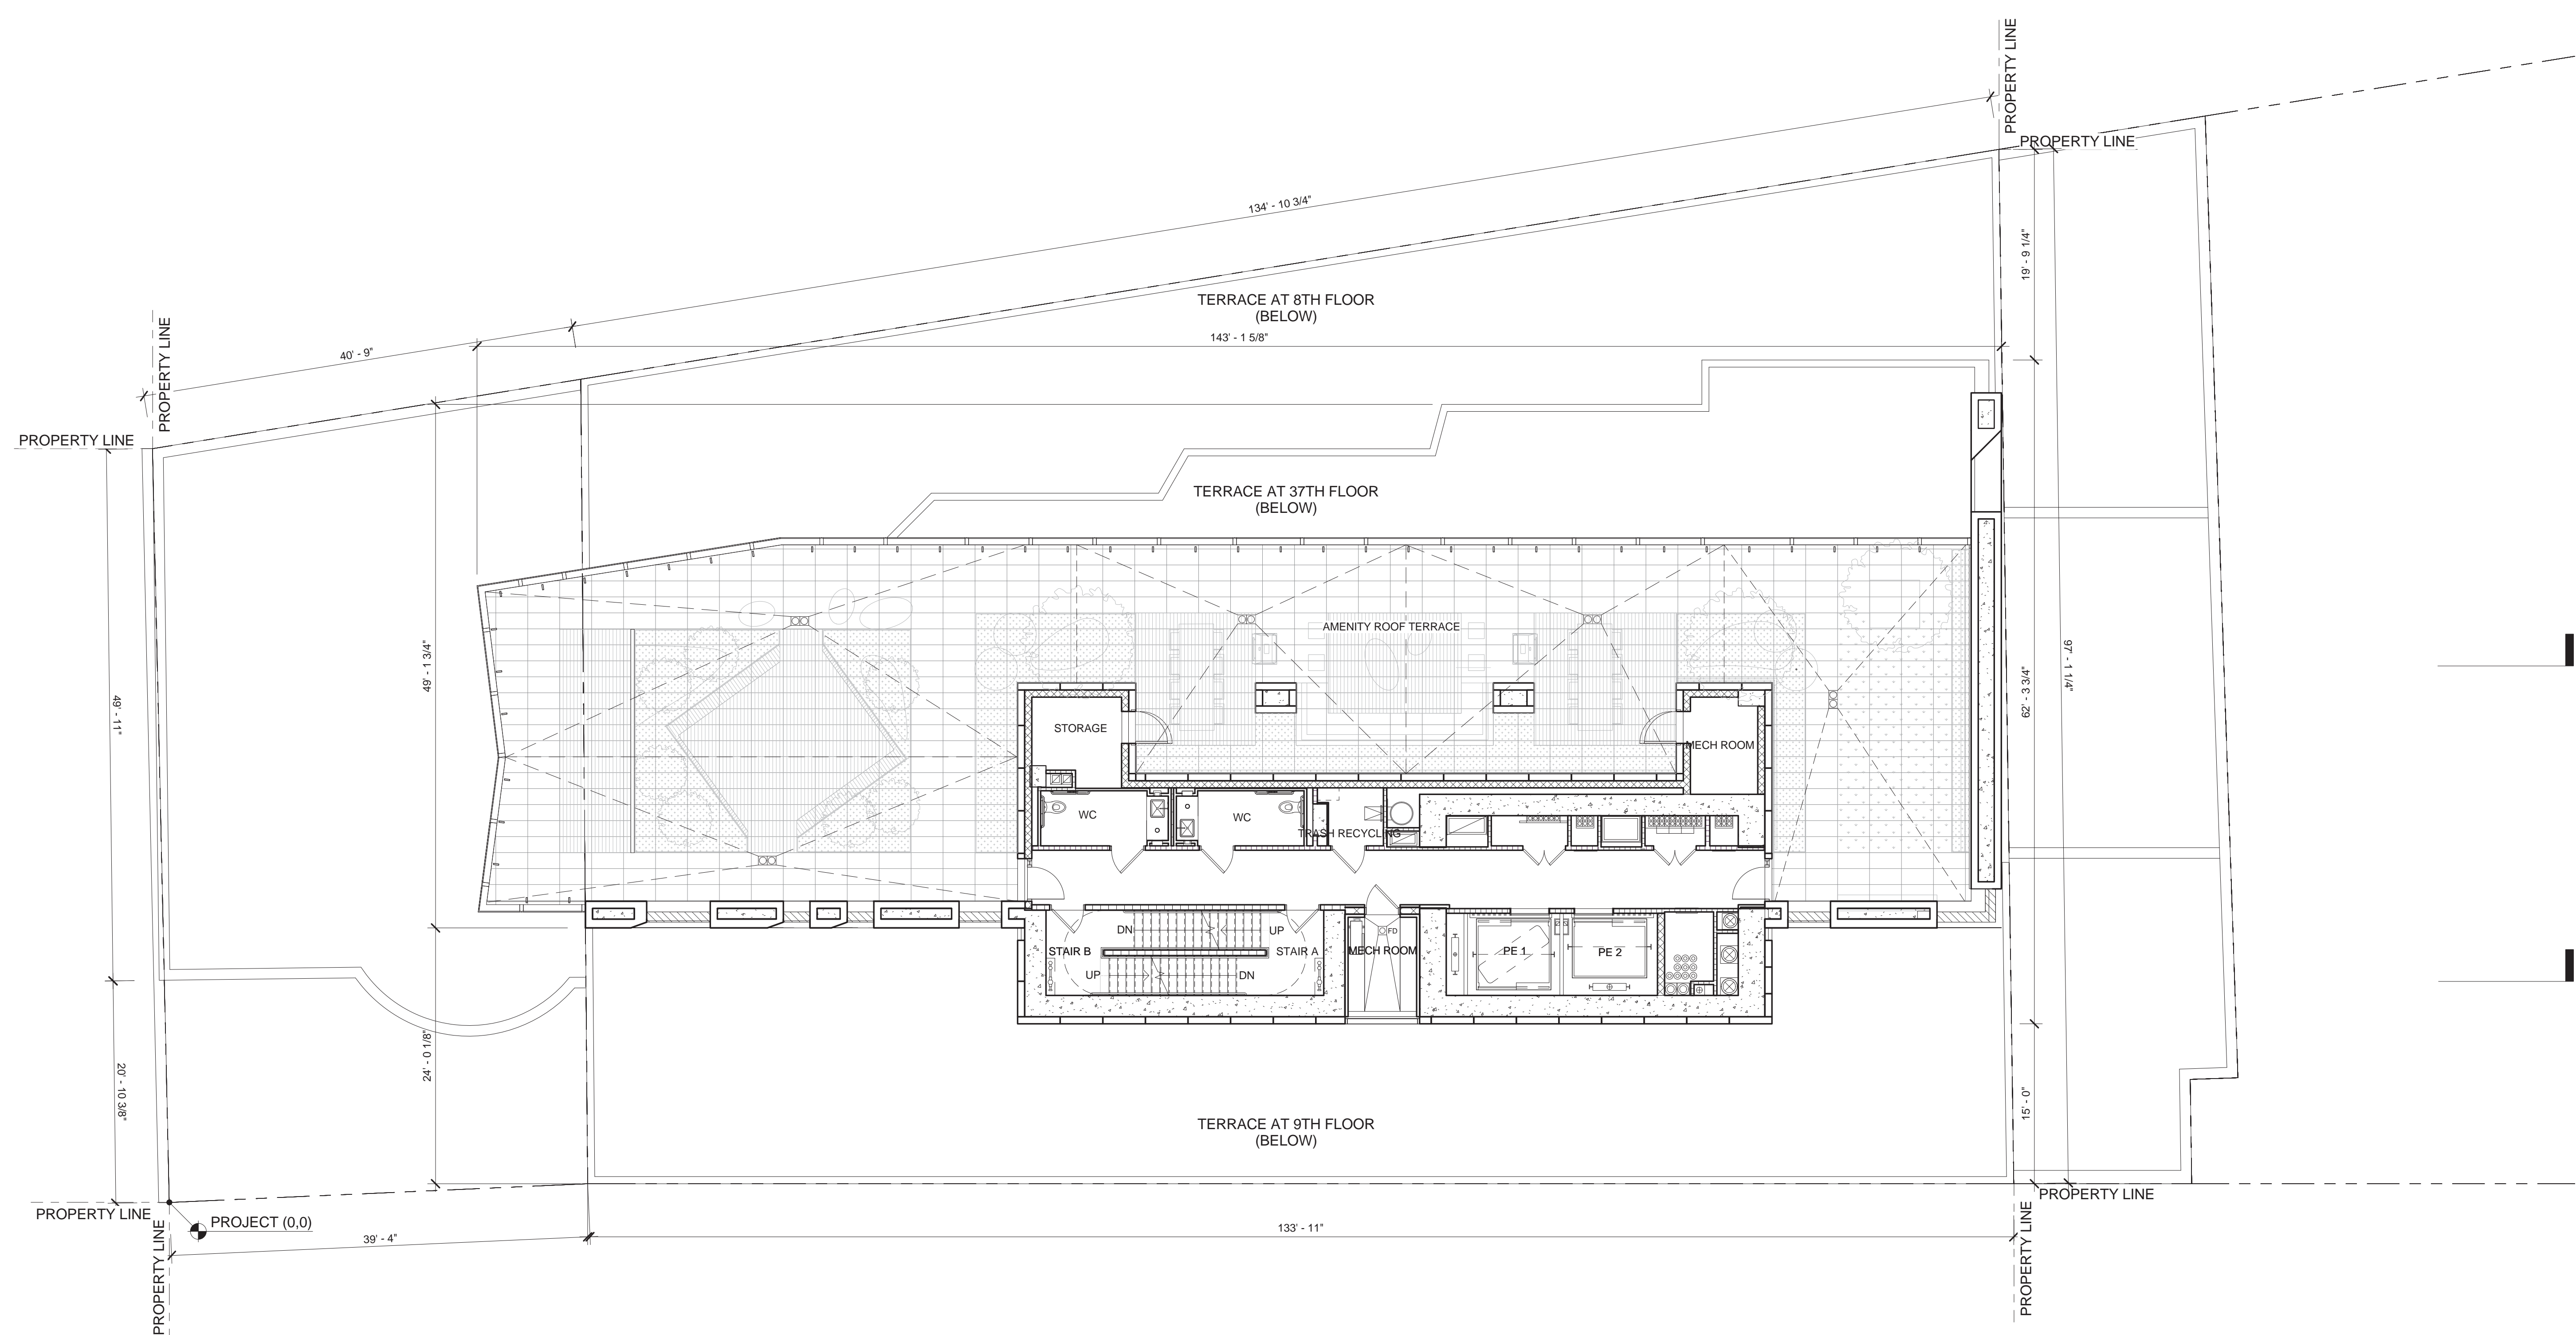 PROPERTY LINE
PROPERTY LINE
134' - 10 3/4"
19' - 9 1/4"
TERRACE AT 8TH FLOOR
(BELOW)
PROPERTY LINE
143' - 1 5/8"
40' - 9"
PROPERTY LINE
TERRACE AT 37TH FLOOR
(BELOW)
AMENITY ROOF TERRACE
49' - 1 3/4"
97' - 1 1/4"
62' - 3 3/4"
49' - 11"
STORAGE
MECH ROOM
WC
WC
TRASH RECYCLING
DN
UP
FD
STAIR B
STAIR A
MECH ROOM
PE 1
PE 2
UP
DN
24' - 0 1/8"
20' - 10 3/8"
15' - 0"
TERRACE AT 9TH FLOOR
(BELOW)
PROPERTY LINE
PROPERTY LINE
PROJECT (0,0)
133' - 11"
39' - 4"
PROPERTY LINE
PROPERTY LINE